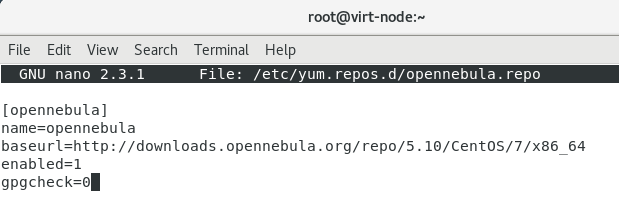 root@virt-node:~
File Edit View Search Terminal Help
GNU nano 2.3.1 File: /etc/yum.repos.d/opennebula.repo
[opennebula]
name=opennebula
baseurl=http://downloads.opennebula.org/repo/5.10/CentOS/7/x86_64
enabled=1
gpgcheck=0